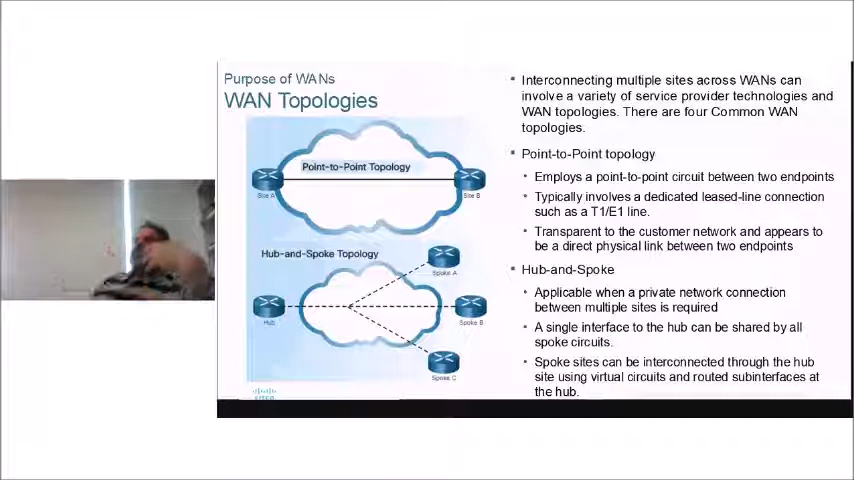 Purpose of WANs
WAN Topologies
Point-to-Point Topology
Site A
Site B
Hub-and-Spoke Topology
Spoke A
Hub
Spoke B
Spoke C
▪ Interconnecting multiple sites across WANs can
involve a variety of service provider technologies and
WAN topologies. There are four Common WAN
topologies.
▪ Point-to-Point topology
• Employs a point-to-point circuit between two endpoints
• Typically involves a dedicated leased-line connection
such as a T1/E1 line.
• Transparent to the customer network and appears to
be a direct physical link between two endpoints
▪ Hub-and-Spoke
• Applicable when a private network connection
between multiple sites is required
• A single interface to the hub can be shared by all
spoke circuits.
• Spoke sites can be interconnected through the hub
site using virtual circuits and routed subinterfaces at
the hub.